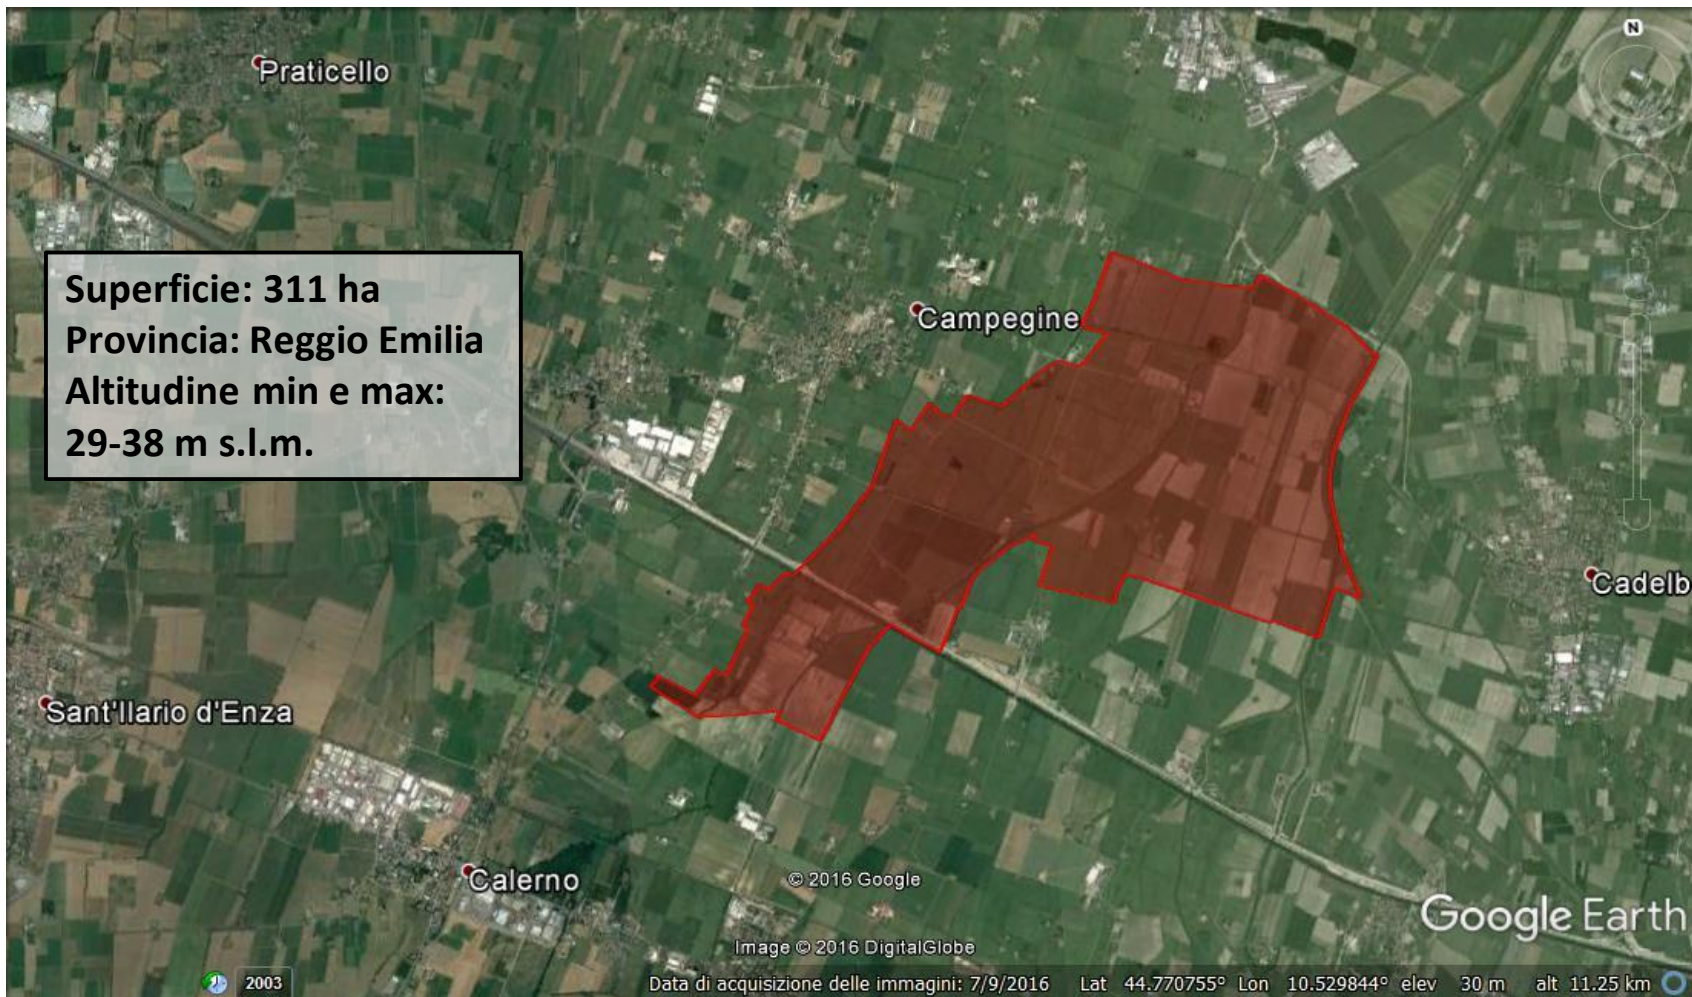 N
Praticello
Superficie: 311 ha
Provincia: Reggio Emilia
Altitudine min e max:
29-38 m s.l.m.
Campegine
Cadelb
Sant'Ilario d'Enza
Calerno
© 2016 Google
Google Earth
Image © 2016 DigitalGlobe
2003
Data di acquisizione delle immagini: 7/9/2016 Lat 44.770755° Lon 10.529844° elev 30 m alt 11.25 km